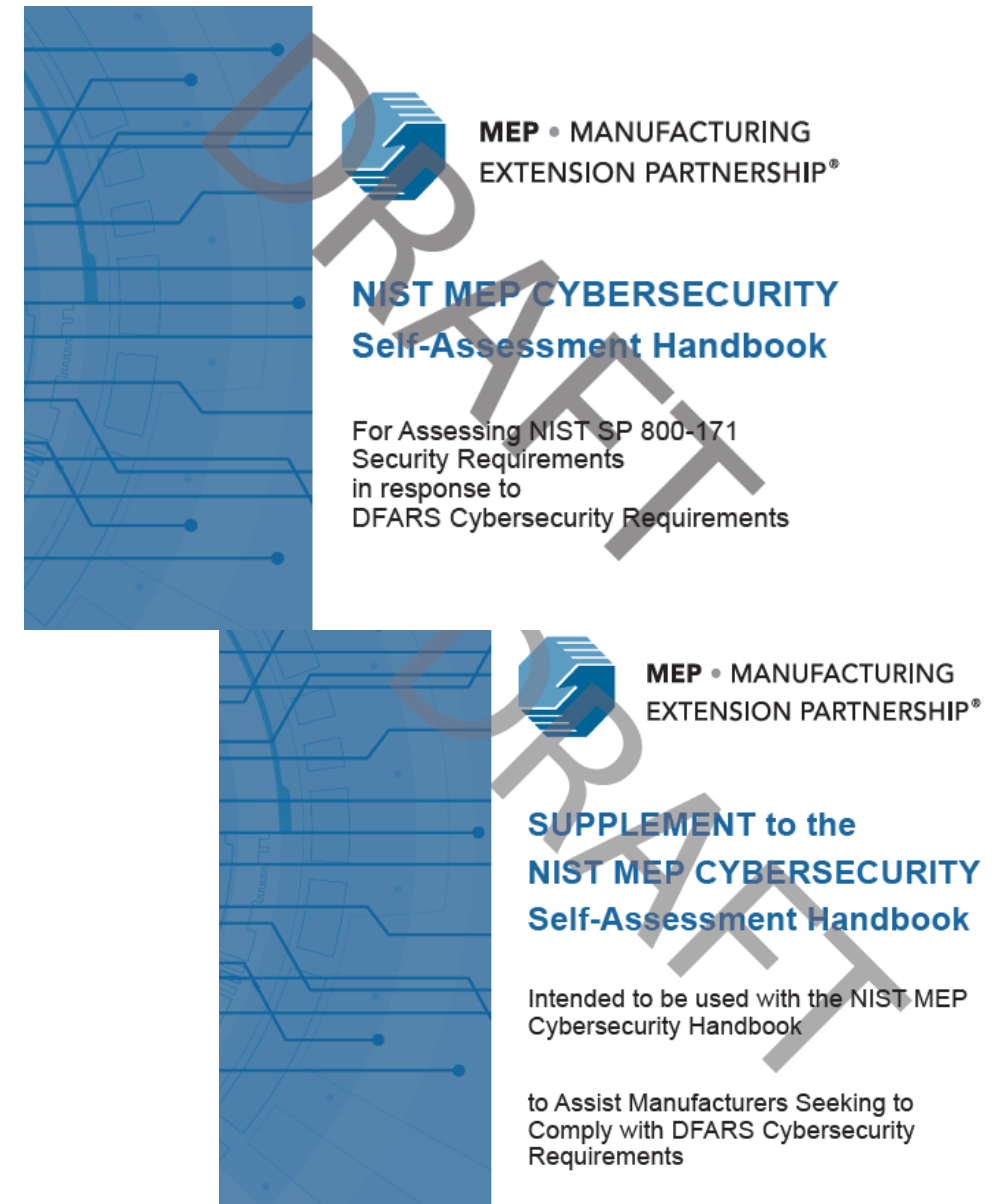 MEP • MANUFACTURING
EXTENSION PARTNERSHIP®
NIST MEP CYBERSECURITY
Self-Assessment Handbook
For Assessing NIST SP 800-171
Security Requirements
in response to
DFARS Cybersecurity Requirements
DRAFT
MEP • MANUFACTURING
EXTENSION PARTNERSHIP®
SUPPLEMENT to the
NIST MEP CYBERSECURITY
Self-Assessment Handbook
Intended to be used with the NIST MEP
Cybersecurity Handbook
to Assist Manufacturers Seeking to
Comply with DFARS Cybersecurity
Requirements
DRAFT